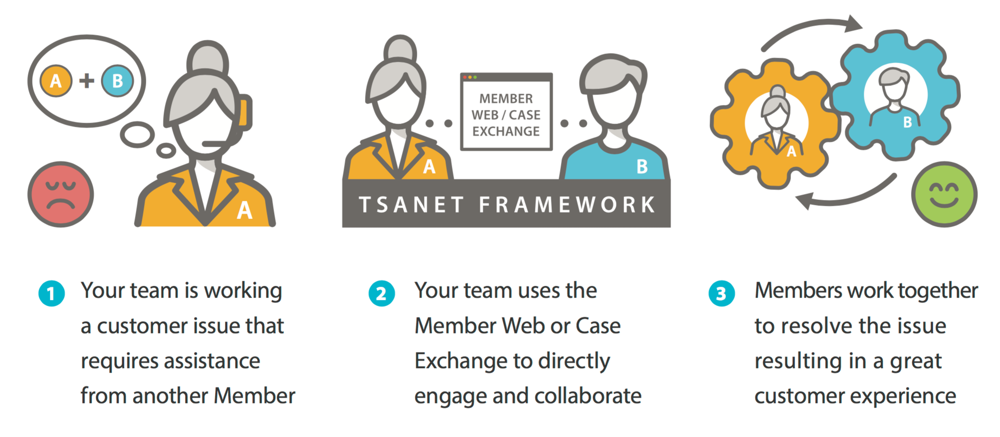 A + B
A
MEMBER
WEB / CASE
EXCHANGE
A
B
TSANET FRAMEWORK
A
B
1 Your team is working
a customer issue that
requires assistance
from another Member
2 Your team uses the
Member Web or Case
Exchange to directly
engage and collaborate
3 Members work together
to resolve the issue
resulting in a great
customer experience